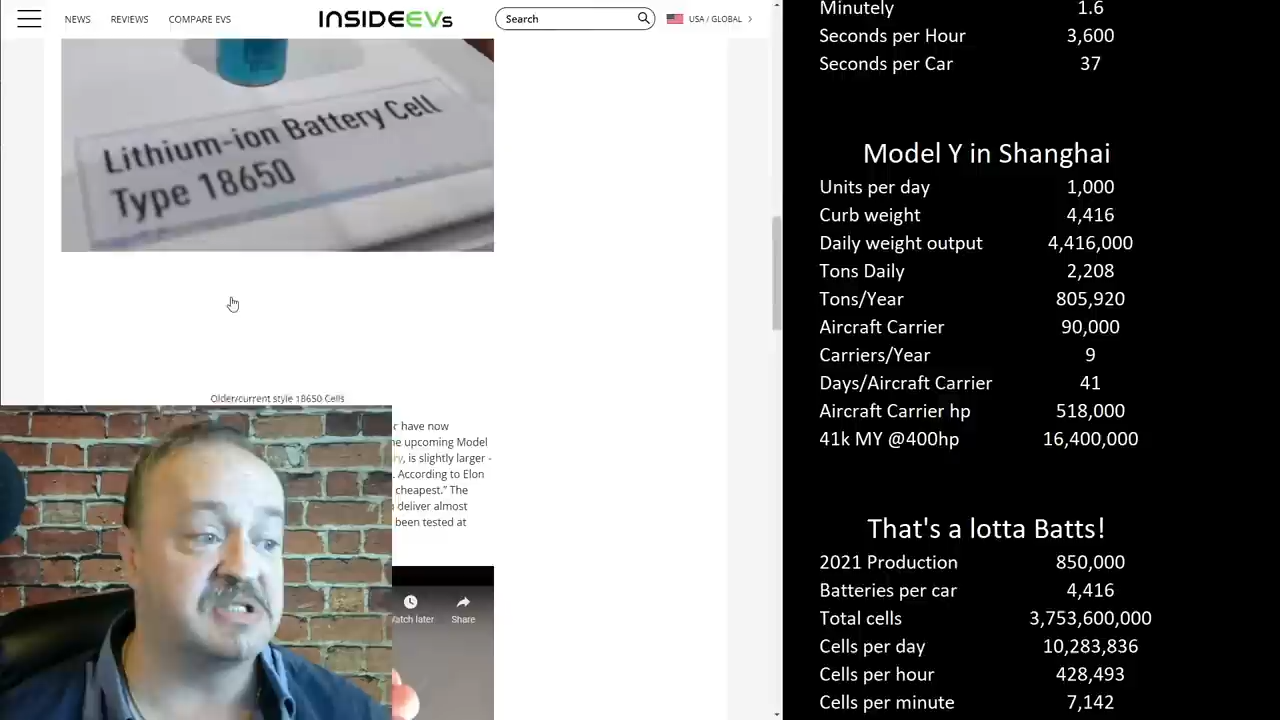 INSIDEEVs
NEWS REVIEWS COMPARE EVS
Search
USA / GLOBAL
Lithium-ion Battery Cell
Type 18650
Older/current style 18650 Cells
have now
upcoming Model
is slightly larger -
. According to Elon
cheapest." The
deliver almost
been tested at
later
Share
Minutely 1.6
Seconds per Hour 3,600
Seconds per Car 37
Model Y in Shanghai
Units per day 1,000
Curb weight 4,416
Daily weight output 4,416,000
Tons Daily 2,208
Tons/Year 805,920
Aircraft Carrier 90,000
Carriers/Year 9
Days/Aircraft Carrier 41
Aircraft Carrier hp 518,000
41k MY @400hp 16,400,000
That's a lotta Batts!
2021 Production 850,000
Batteries per car 4,416
Total cells 3,753,600,000
Cells per day 10,283,836
Cells per hour 428,493
Cells per minute 7,142